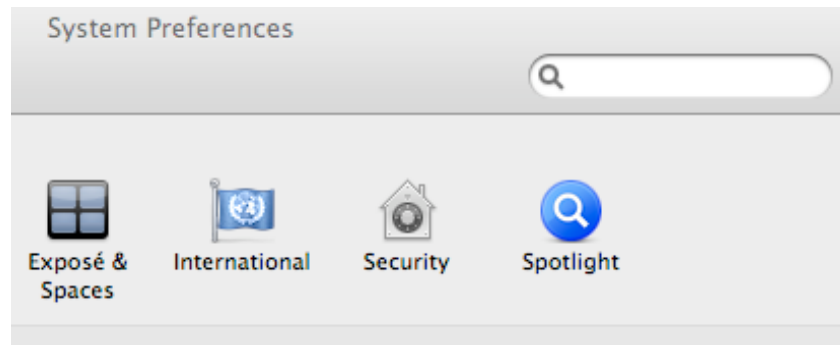 System Preferences
Exposé &
Spaces
International
Security
Spotlight